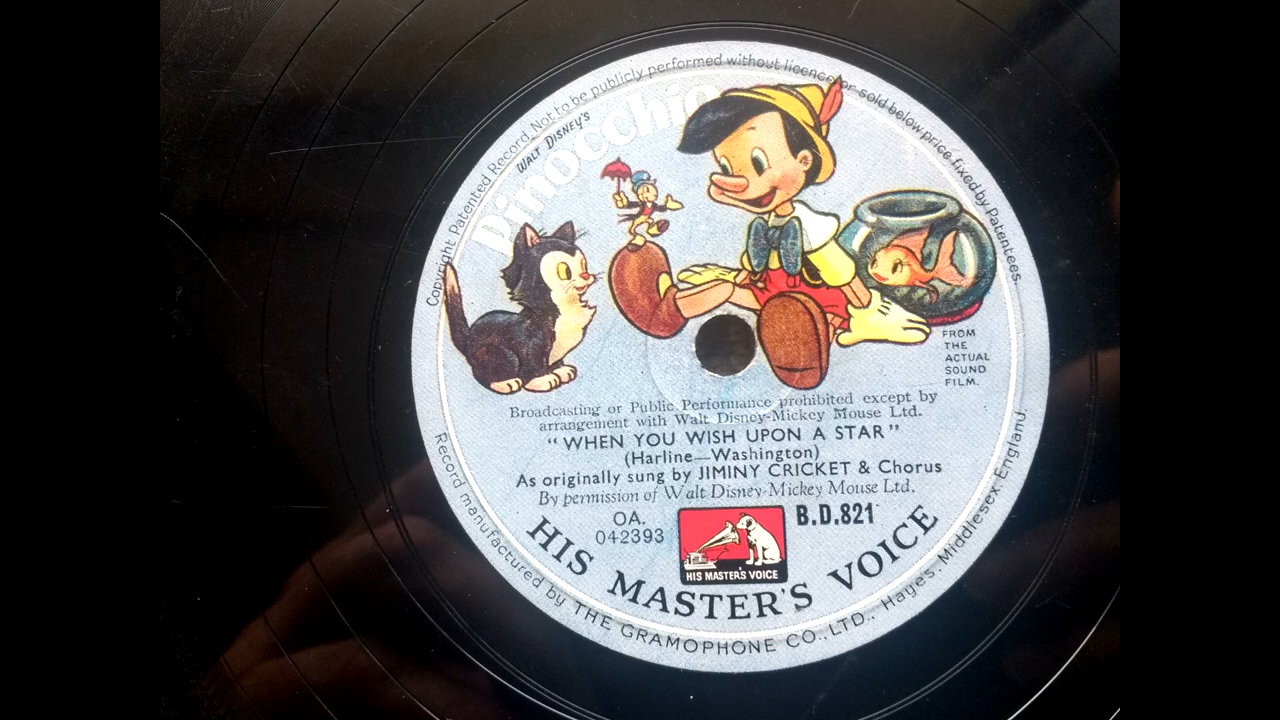 Copyright Patented Record. Not to be publicly performed without licence or sold below price fixed by Patentees.
WALT DISNEY'S
Pinocchio
FROM
THE
ACTUAL
SOUND
FILM.
Broadcasting or Public Performance prohibited except by
arrangement with Walt Disney-Mickey Mouse Ltd.
"WHEN YOU WISH UPON A STAR"
(Harline—Washington)
As originally sung by JIMINY CRICKET & Chorus
By permission of Walt Disney-Mickey Mouse Ltd.
OA.
042393
B.D.821
HIS MASTER'S VOICE
HIS MASTER'S VOICE
Record manufactured by THE GRAMOPHONE CO., LTD., Hayes, Middlesex, England